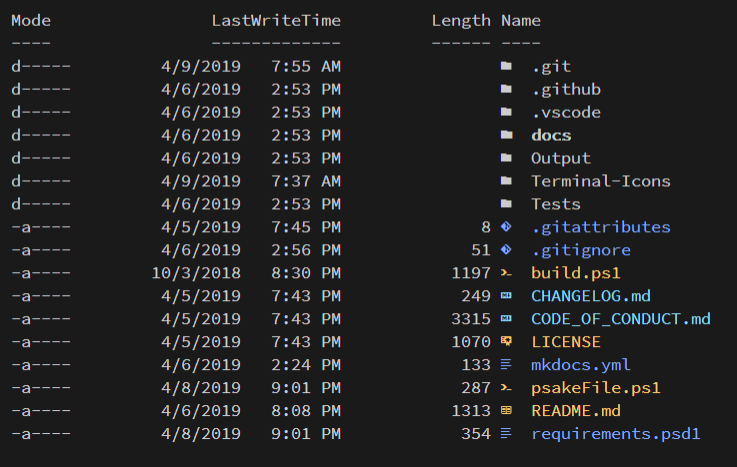 Mode LastWriteTime Length Name
---- ------------- ------ ----
d----- 4/9/2019 7:55 AM .git
d----- 4/6/2019 2:53 PM .github
d----- 4/6/2019 2:53 PM .vscode
d----- 4/6/2019 2:53 PM docs
d----- 4/6/2019 2:53 PM Output
d----- 4/9/2019 7:37 AM Terminal-Icons
d----- 4/6/2019 2:53 PM Tests
-a---- 4/5/2019 7:45 PM 8 .gitattributes
-a---- 4/6/2019 2:56 PM 51 .gitignore
-a---- 10/3/2018 8:30 PM 1197 build.ps1
-a---- 4/5/2019 7:43 PM 249 CHANGELOG.md
-a---- 4/5/2019 7:43 PM 3315 CODE_OF_CONDUCT.md
-a---- 4/5/2019 7:43 PM 1070 LICENSE
-a---- 4/6/2019 2:24 PM 133 mkdocs.yml
-a---- 4/8/2019 9:01 PM 287 psakeFile.ps1
-a---- 4/6/2019 8:08 PM 1313 README.md
-a---- 4/8/2019 9:01 PM 354 requirements.psd1